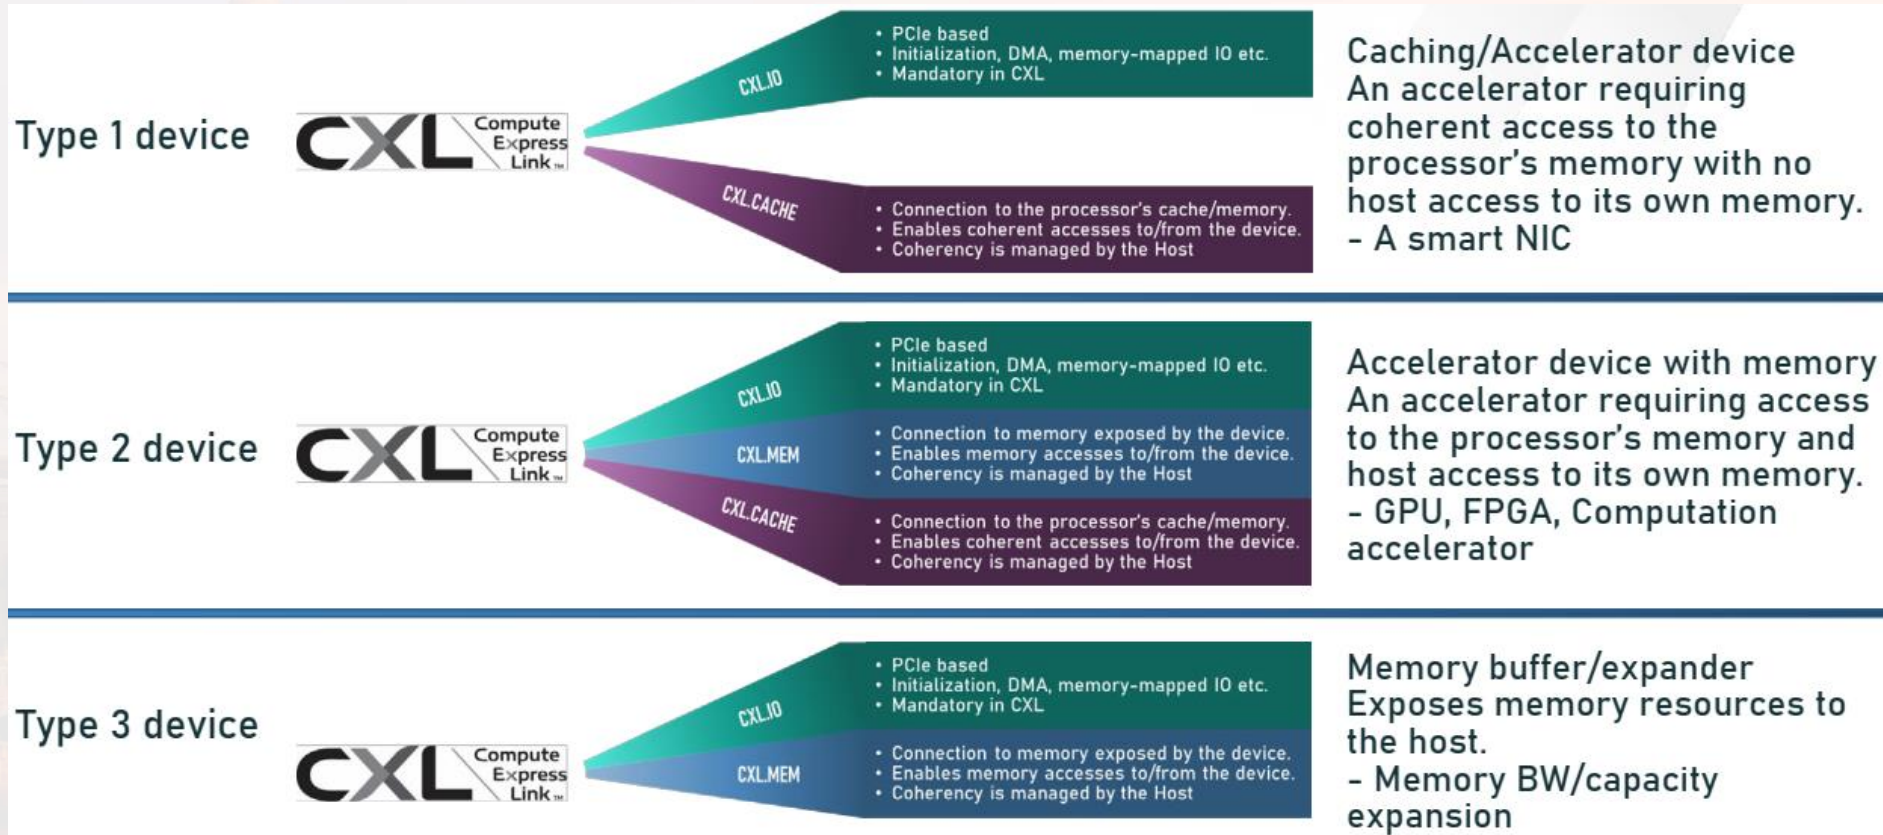 Type 1 device
CXL Compute
Express
Link™
CXL.IO
• PCIe based
• Initialization, DMA, memory-mapped IO etc.
• Mandatory in CXL
CXL.CACHE
• Connection to the processor's cache/memory.
• Enables coherent accesses to/from the device.
• Coherency is managed by the Host
Caching/Accelerator device
An accelerator requiring
coherent access to the
processor's memory with no
host access to its own memory.
- A smart NIC
Type 2 device
CXL Compute
Express
Link™
CXL.IO
• PCIe based
• Initialization, DMA, memory-mapped IO etc.
• Mandatory in CXL
CXL.MEM
• Connection to memory exposed by the device.
• Enables memory accesses to/from the device.
• Coherency is managed by the Host
CXL.CACHE
• Connection to the processor's cache/memory.
• Enables coherent accesses to/from the device.
• Coherency is managed by the Host
Accelerator device with memory
An accelerator requiring access
to the processor's memory and
host access to its own memory.
- GPU, FPGA, Computation
accelerator
Type 3 device
CXL Compute
Express
Link™
CXL.IO
• PCIe based
• Initialization, DMA, memory-mapped IO etc.
• Mandatory in CXL
CXL.MEM
• Connection to memory exposed by the device.
• Enables memory accesses to/from the device.
• Coherency is managed by the Host
Memory buffer/expander
Exposes memory resources to
the host.
- Memory BW/capacity
expansion